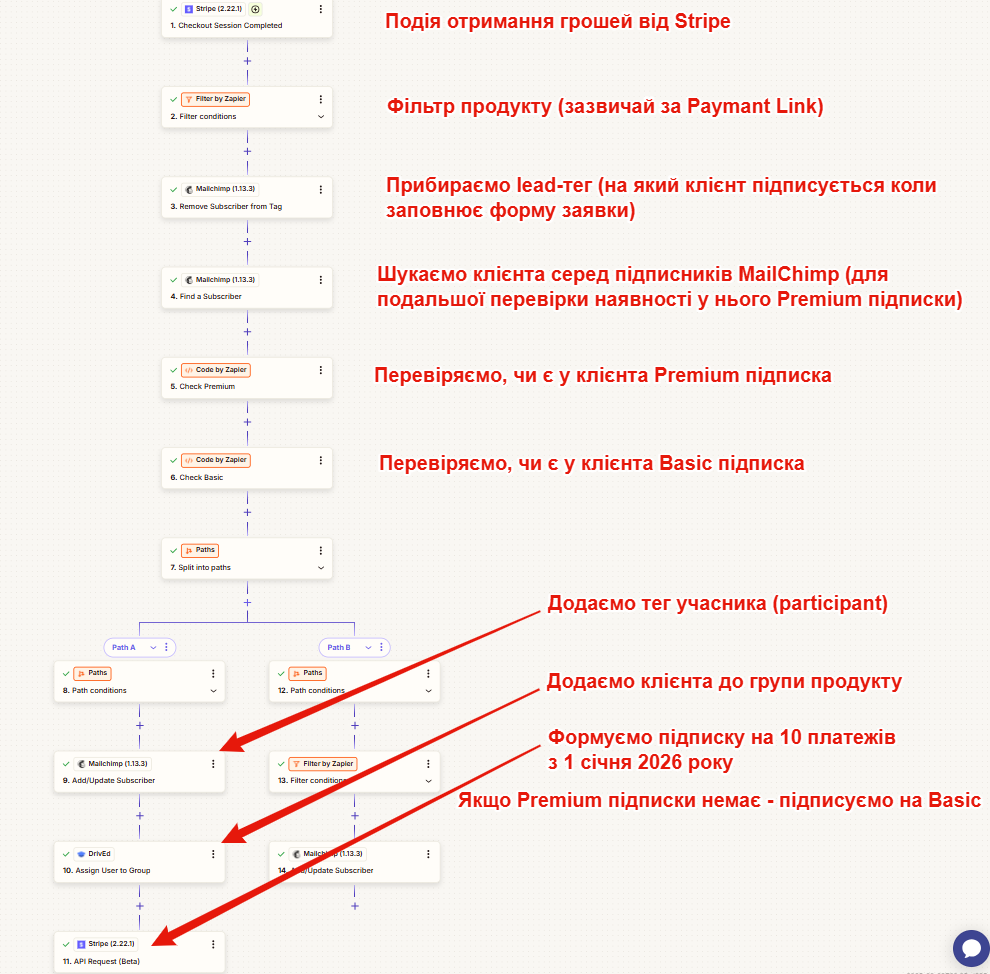 Stripe (2.22.1)
1. Checkout Session Completed
Подія отримання грошей від Stripe
Filter by Zapier
2. Filter conditions
Фільтр продукту (зазвичай за Paymant Link)
Mailchimp (1.13.3)
3. Remove Subscriber from Tag
Прибираємо lead-тег (на який клієнт підписується коли
заповнює форму заявки)
Mailchimp (1.13.3)
4. Find a Subscriber
Шукаємо клієнта серед підписників MailChimp (для
подальшої перевірки наявності у нього Premium підписки)
Code by Zapier
5. Check Premium
Перевіряємо, чи є у клієнта Premium підписка
Code by Zapier
6. Check Basic
Перевіряємо, чи є у клієнта Basic підписка
Paths
7. Split into paths
Додаємо тег учасника (participant)
Path A
Path B
Paths
8. Path conditions
Paths
12. Path conditions
Додаємо клієнта до групи продукту
Формуємо підписку на 10 платежів
з 1 січня 2026 року
Mailchimp (1.13.3)
9. Add/Update Subscriber
Filter by Zapier
13. Filter conditions
Якщо Premium підписки немає - підписуємо на Basic
DrivEd
10. Assign User to Group
Mailchimp (1.13.3)
14. Add/Update Subscriber
Stripe (2.22.1)
11. API Request (Beta)